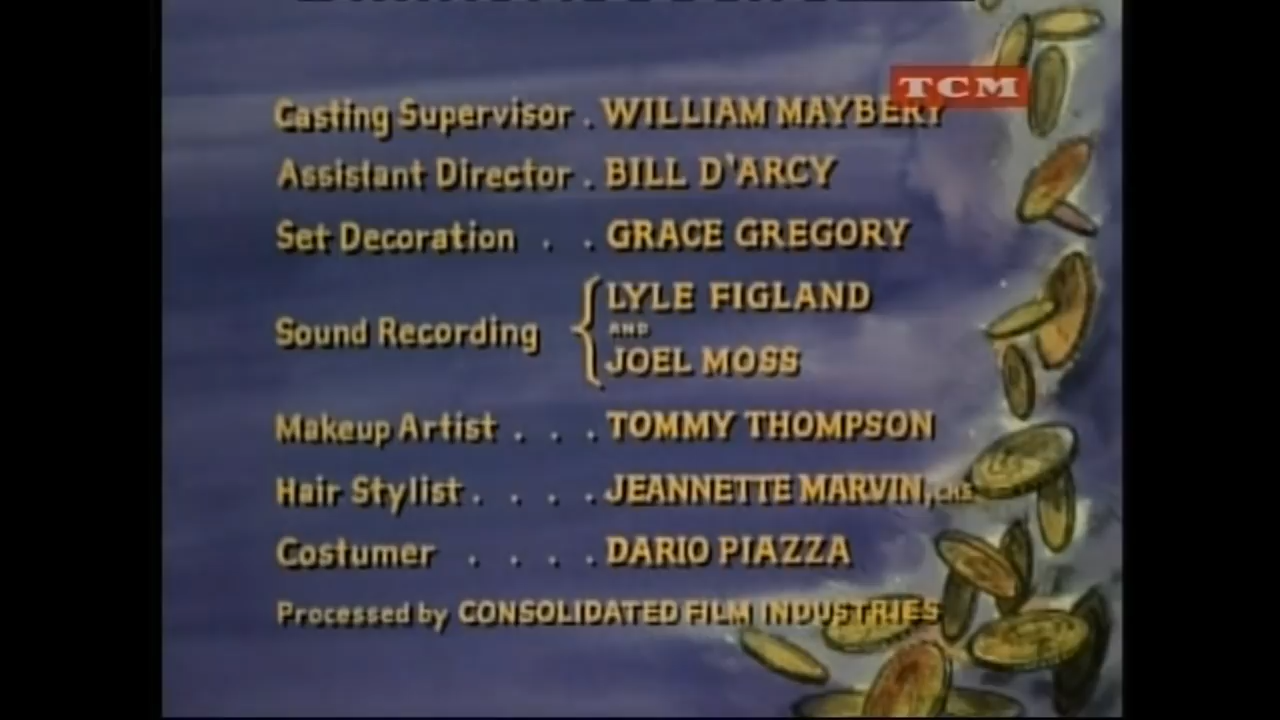 TCM
Casting Supervisor . WILLIAM MAYBERY
Assistant Director . BILL D'ARCY
Set Decoration . . GRACE GREGORY
Sound Recording { LYLE FIGLAND
AND
JOEL MOSS
Makeup Artist . . . TOMMY THOMPSON
Hair Stylist . . . . JEANNETTE MARVIN,
Costumer . . . . DARIO PIAZZA
Processed by CONSOLIDATED FILM INDUSTRIES